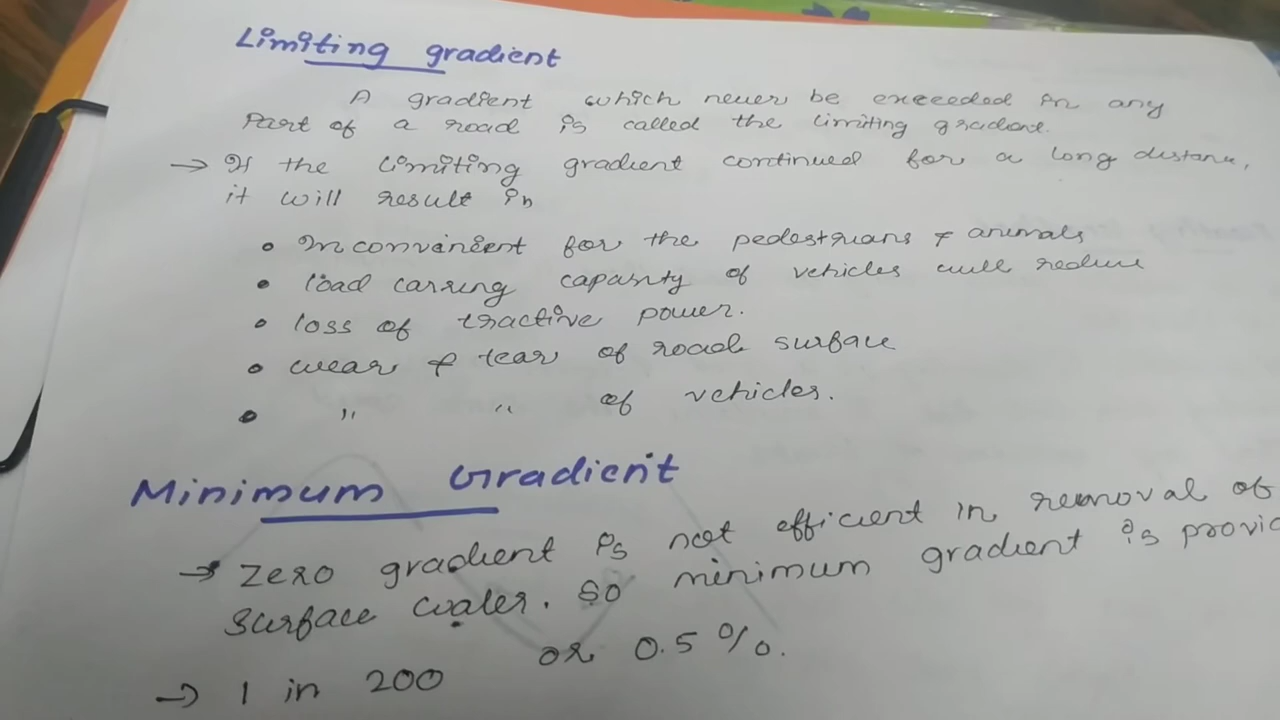 Limiting gradient
A gradient which never be exceeded in any
Part of a road is called the limiting gradient.
→ If the limiting gradient continued for a long distance,
it will result in
• Inconvenient for the pedestrians & animals
• load carring capasity of vehicles will reduce
• loss of tractive power.
• wear & tear of road surface
• " " of vehicles.
Minimum Gradient
→ Zero gradient is not efficient in removal of
surface water. So minimum gradient is provid
→ 1 in 200 or 0.5 %.